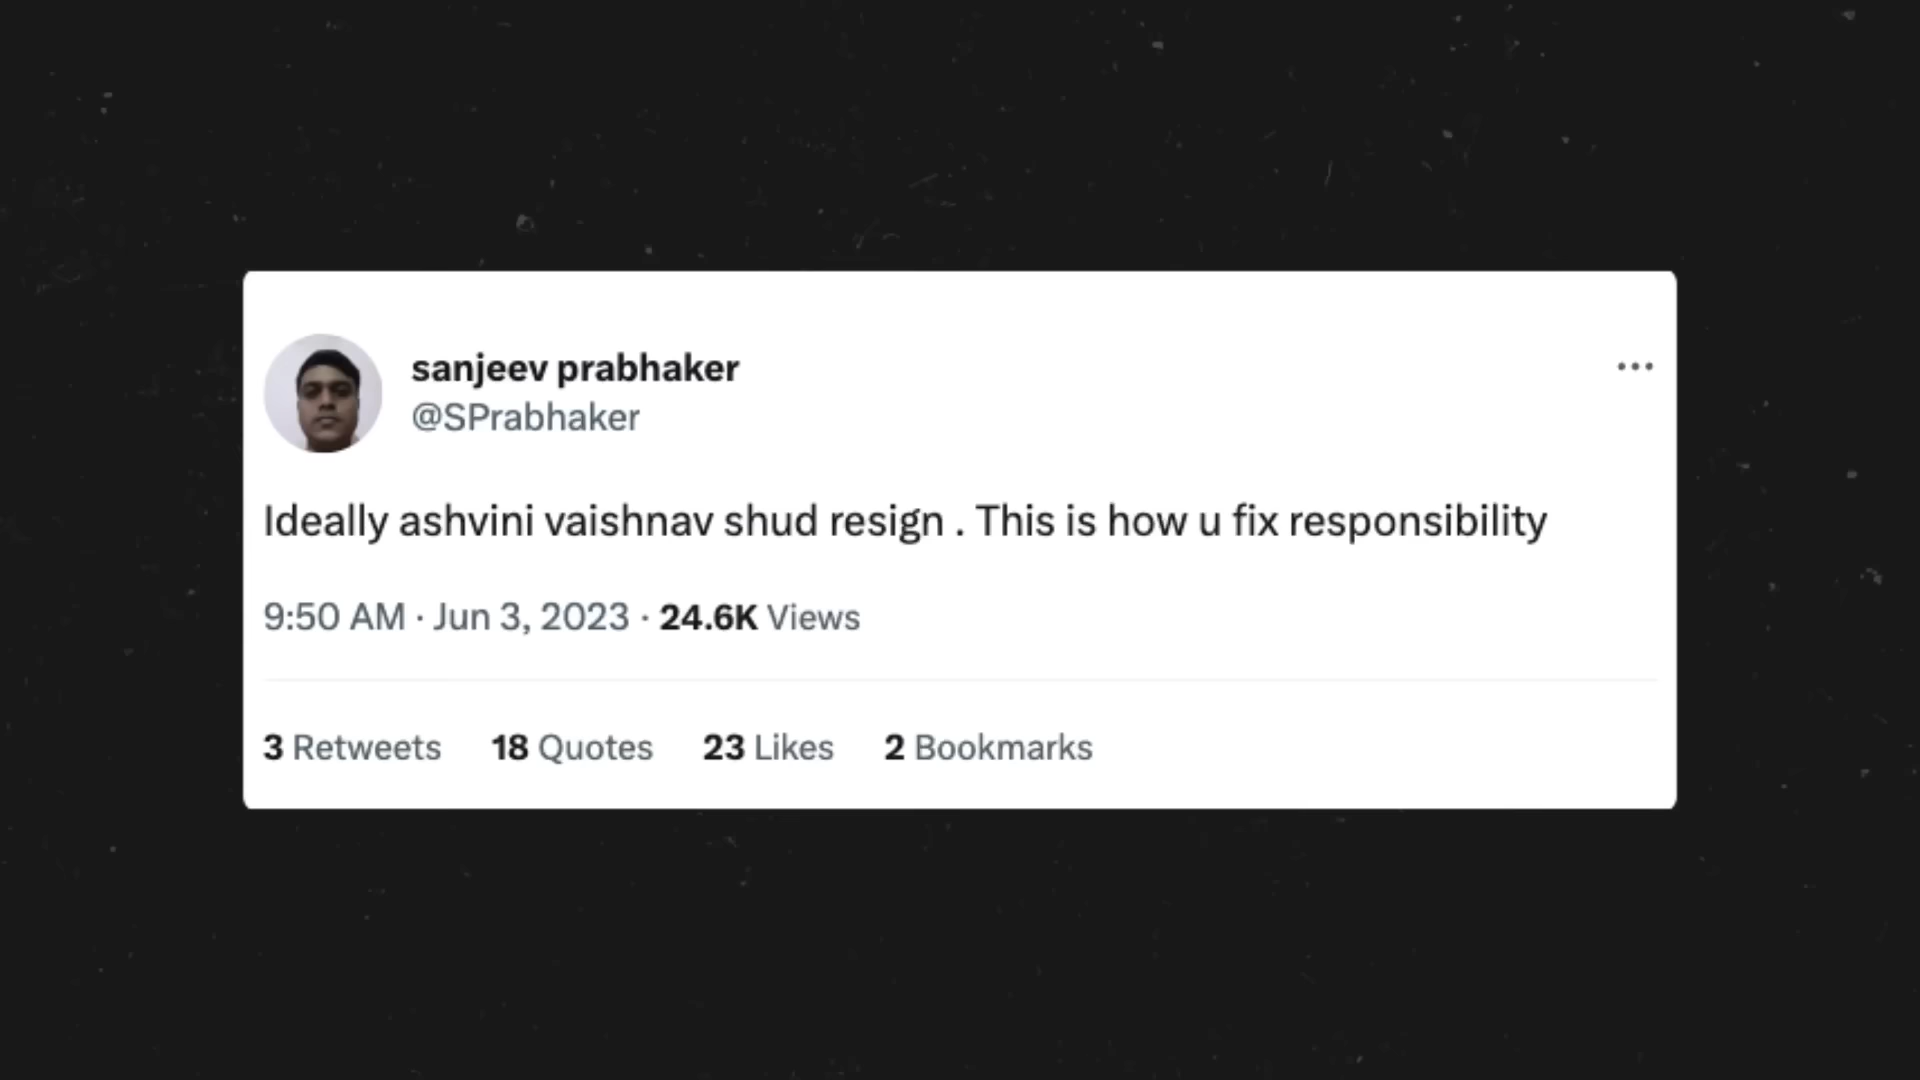 sanjeev prabhaker
@SPrabhaker
Ideally ashvini vaishnav shud resign . This is how u fix responsibility
9:50 AM · Jun 3, 2023 · 24.6K Views
3 Retweets 18 Quotes 23 Likes 2 Bookmarks